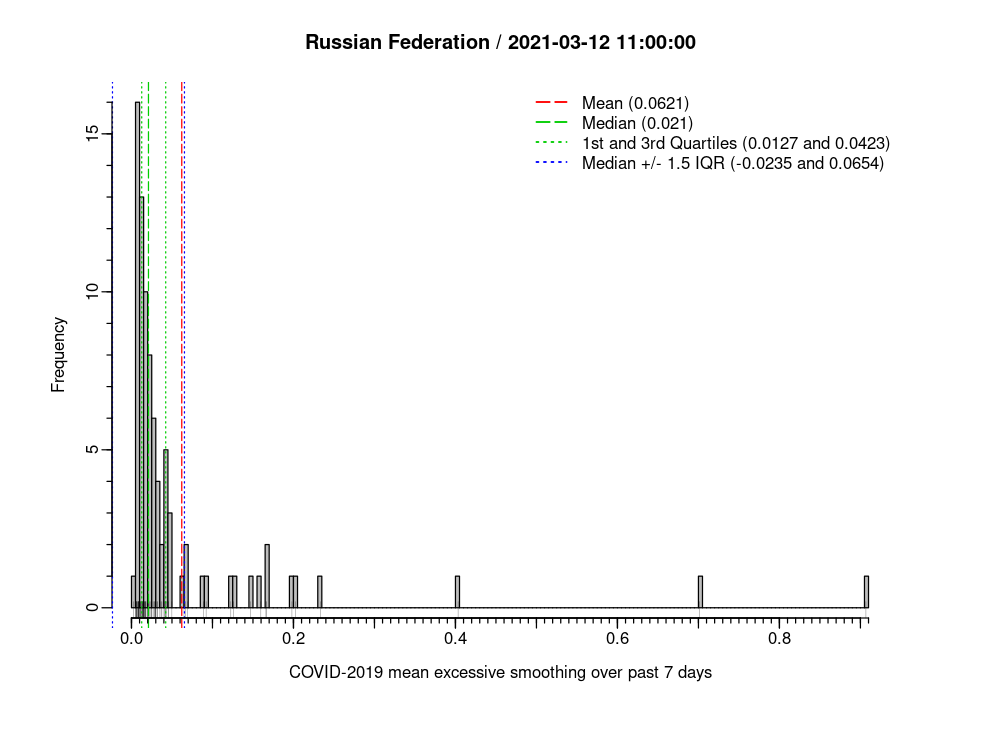 Russian Federation / 2021-03-12 11:00:00
Mean (0.0621)
Median (0.021)
1st and 3rd Quartiles (0.0127 and 0.0423)
Median +/- 1.5 IQR (-0.0235 and 0.0654)
Frequency
15
10
5
0
0.0 0.2 0.4 0.6 0.8
COVID-2019 mean excessive smoothing over past 7 days